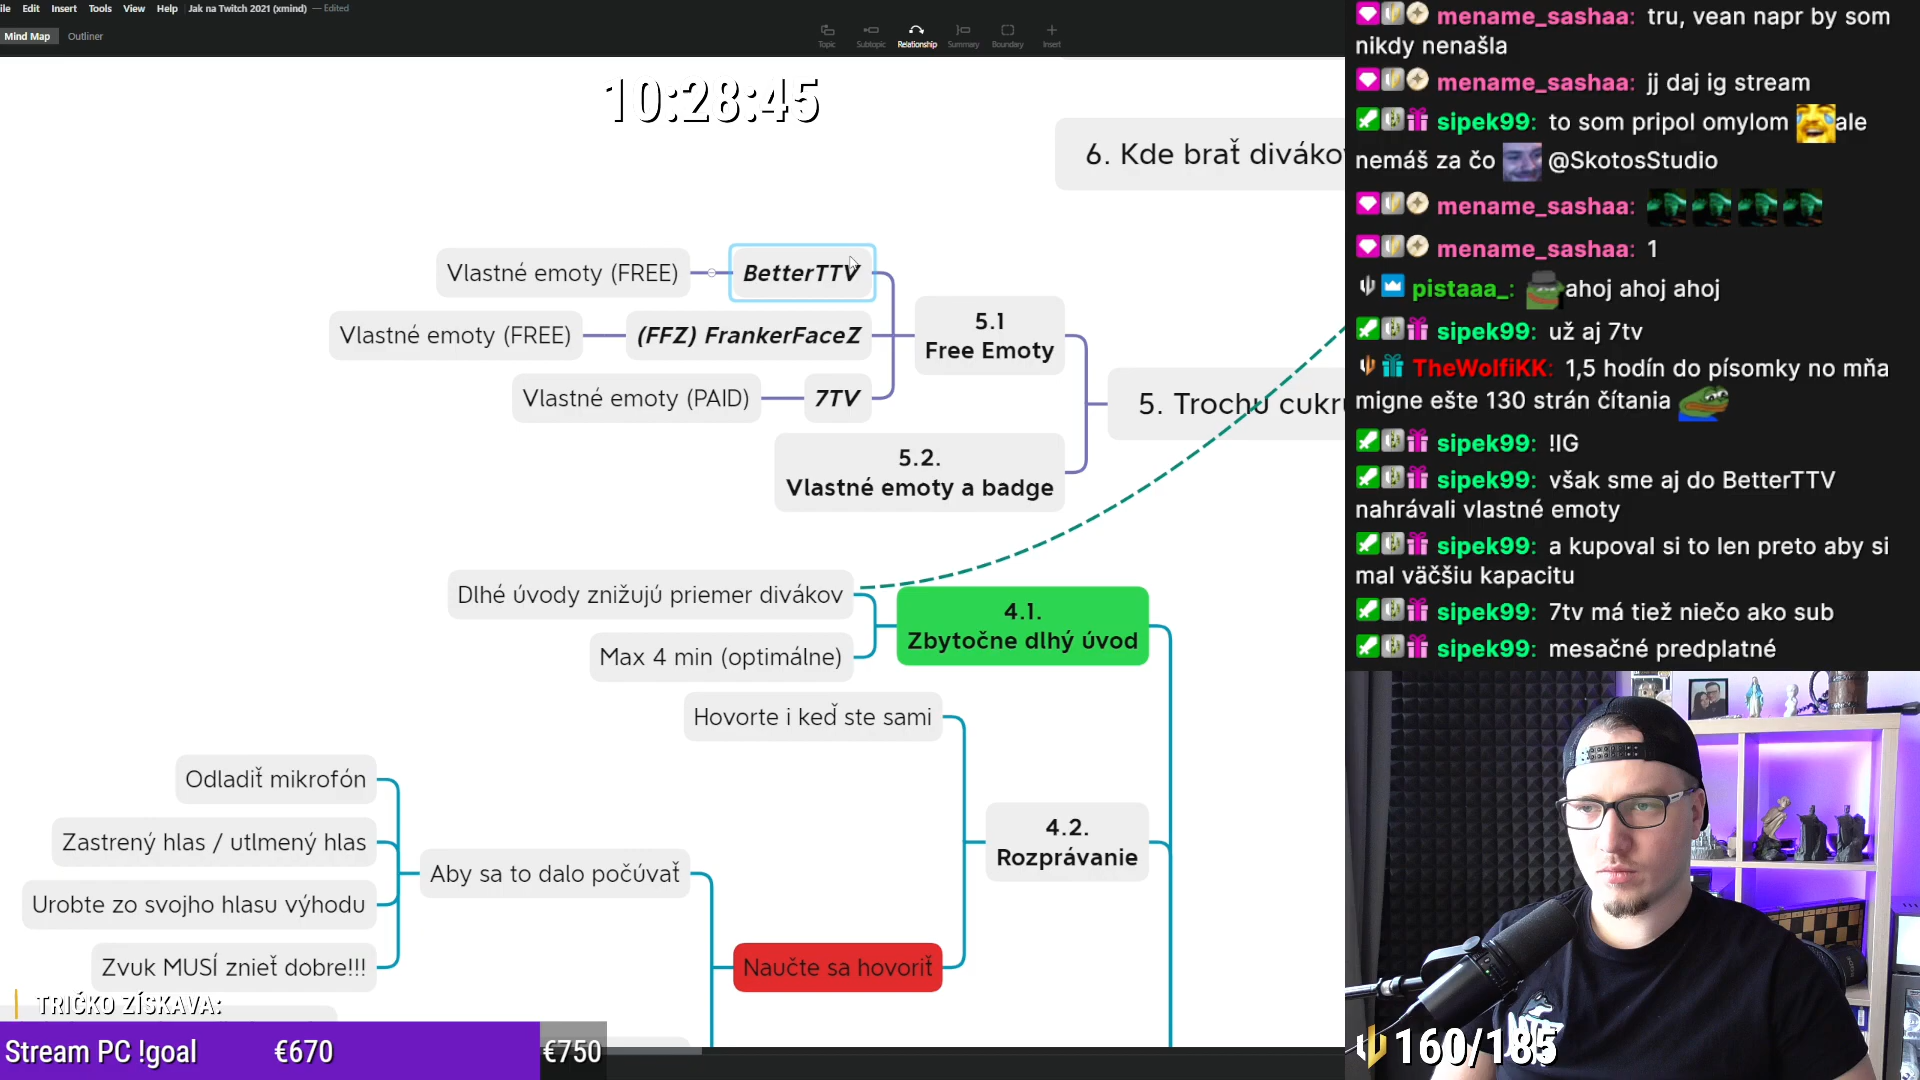 ile Edit Insert Tools View Help Jak na Twitch 2021 (xmind) — Edited
Mind Map Outliner
Topic Subtopic Relationship Summary Boundary Insert
10:28:45
6. Kde brať divákov
Vlastné emoty (FREE)
BetterTTV
Vlastné emoty (FREE)
(FFZ) FrankerFaceZ
Vlastné emoty (PAID)
7TV
5.1
Free Emoty
5. Trochu cukru
5.2.
Vlastné emoty a badge
Dlhé úvody znižujú priemer divákov
Max 4 min (optimálne)
4.1.
Zbytočne dlhý úvod
Hovorte i keď ste sami
4.2.
Rozprávanie
Odladiť mikrofón
Zastrený hlas / utlmený hlas
Urobte zo svojho hlasu výhodu
Zvuk MUSÍ znieť dobre!!!
Aby sa to dalo počúvať
Naučte sa hovoriť
TRIČKO ZÍSKAVA:
Stream PC !goal €670 €750
mename_sashaa: tru, vean napr by som
nikdy nenašla
mename_sashaa: jj daj ig stream
sipek99: to som pripol omylom ale
nemáš za čo @SkotosStudio
mename_sashaa:
mename_sashaa: 1
pistaaa_: ahoj ahoj ahoj
sipek99: už aj 7tv
TheWolfiKK: 1,5 hodín do písomky no mňa
migne ešte 130 strán čítania
sipek99: !IG
sipek99: však sme aj do BetterTTV
nahrávali vlastné emoty
sipek99: a kupoval si to len preto aby si
mal väčšiu kapacitu
sipek99: 7tv má tiež niečo ako sub
sipek99: mesačné predplatné
160/185